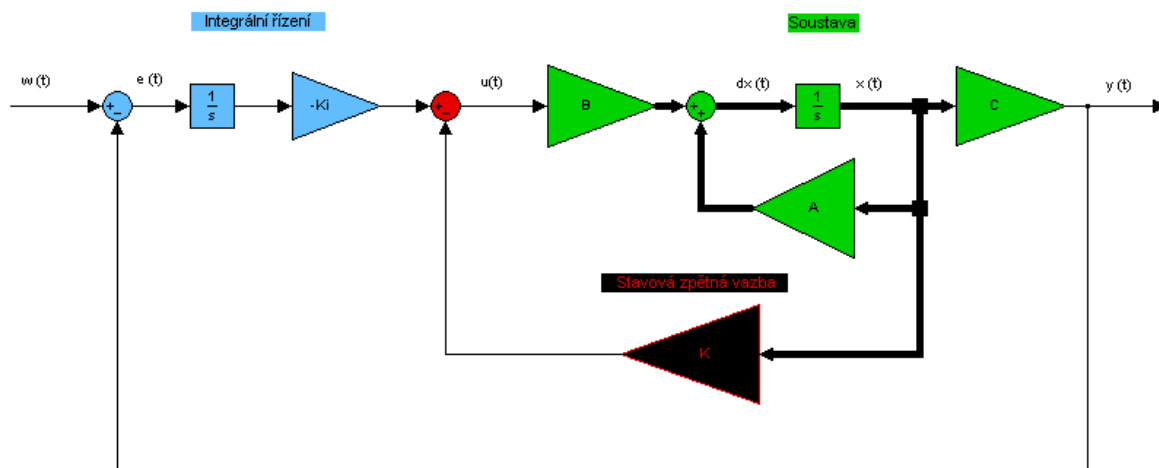 Integrální řízení
Soustava
w (t)
e (t)
u(t)
dx (t)
x (t)
y (t)
+
−
1
s
-Ki
+
−
B
+
+
1
s
C
A
Stavová zpětná vazba
K